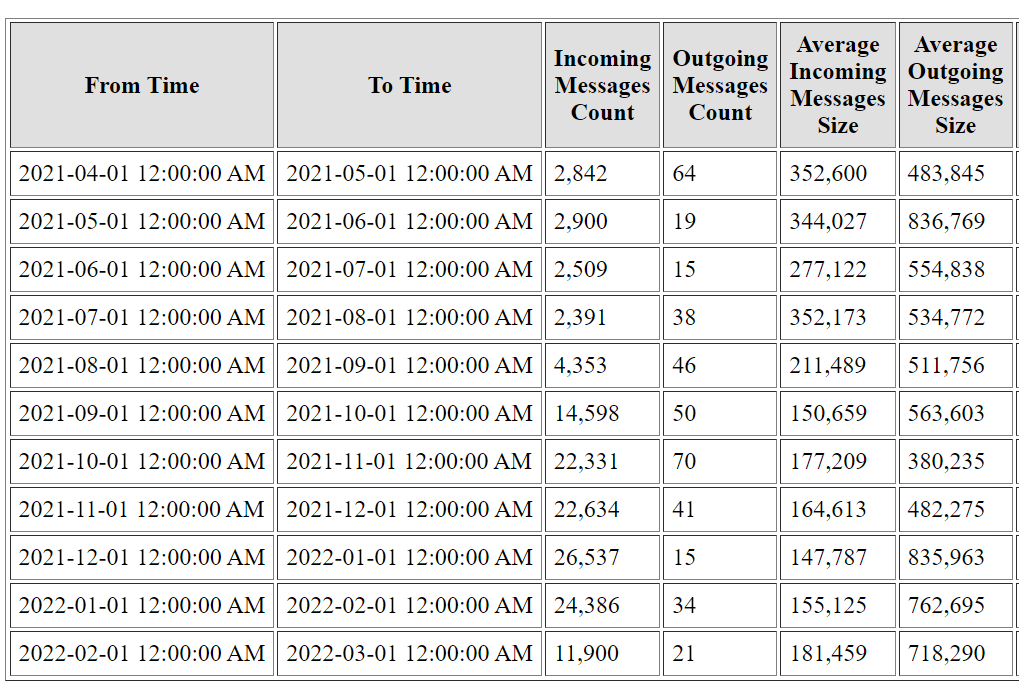 From Time To Time Incoming Messages Count Outgoing Messages Count Average Incoming Messages Size Average Outgoing Messages Size
2021-04-01 12:00:00 AM 2021-05-01 12:00:00 AM 2,842 64 352,600 483,845
2021-05-01 12:00:00 AM 2021-06-01 12:00:00 AM 2,900 19 344,027 836,769
2021-06-01 12:00:00 AM 2021-07-01 12:00:00 AM 2,509 15 277,122 554,838
2021-07-01 12:00:00 AM 2021-08-01 12:00:00 AM 2,391 38 352,173 534,772
2021-08-01 12:00:00 AM 2021-09-01 12:00:00 AM 4,353 46 211,489 511,756
2021-09-01 12:00:00 AM 2021-10-01 12:00:00 AM 14,598 50 150,659 563,603
2021-10-01 12:00:00 AM 2021-11-01 12:00:00 AM 22,331 70 177,209 380,235
2021-11-01 12:00:00 AM 2021-12-01 12:00:00 AM 22,634 41 164,613 482,275
2021-12-01 12:00:00 AM 2022-01-01 12:00:00 AM 26,537 15 147,787 835,963
2022-01-01 12:00:00 AM 2022-02-01 12:00:00 AM 24,386 34 155,125 762,695
2022-02-01 12:00:00 AM 2022-03-01 12:00:00 AM 11,900 21 181,459 718,290